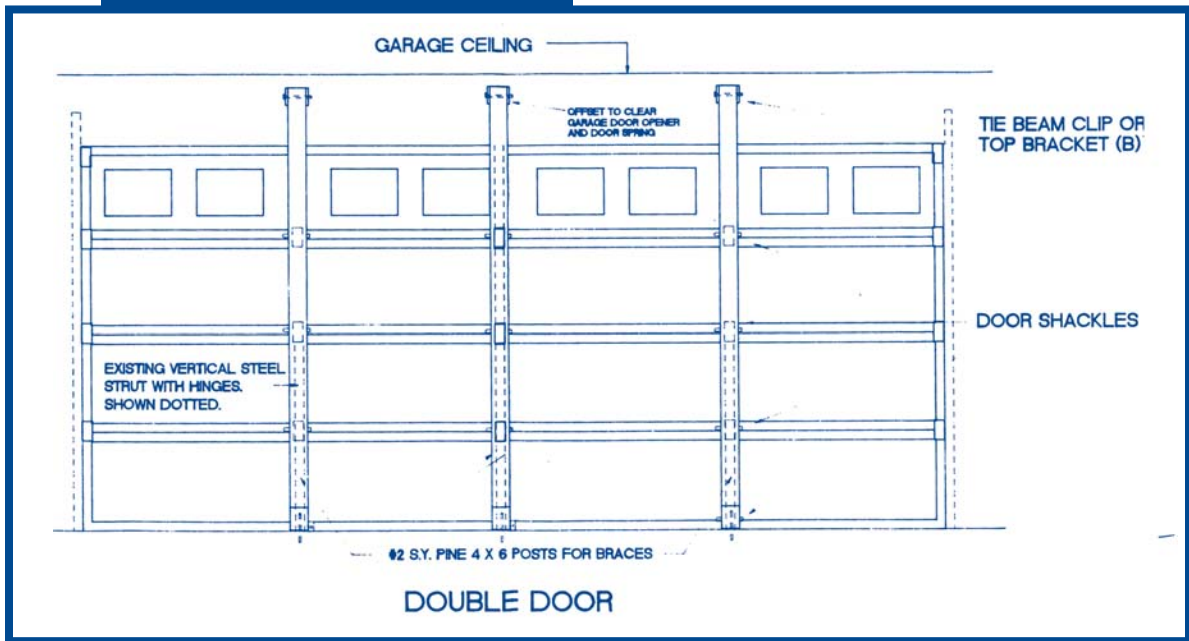 GARAGE CEILING
OFFSET TO CLEAR
GARAGE DOOR OPENER
AND DOOR SPRING
TIE BEAM CLIP OR
TOP BRACKET (B)
DOOR SHACKLES
EXISTING VERTICAL STEEL
STRUT WITH HINGES.
SHOWN DOTTED.
#2 S.Y. PINE 4 X 6 POSTS FOR BRACES
DOUBLE DOOR